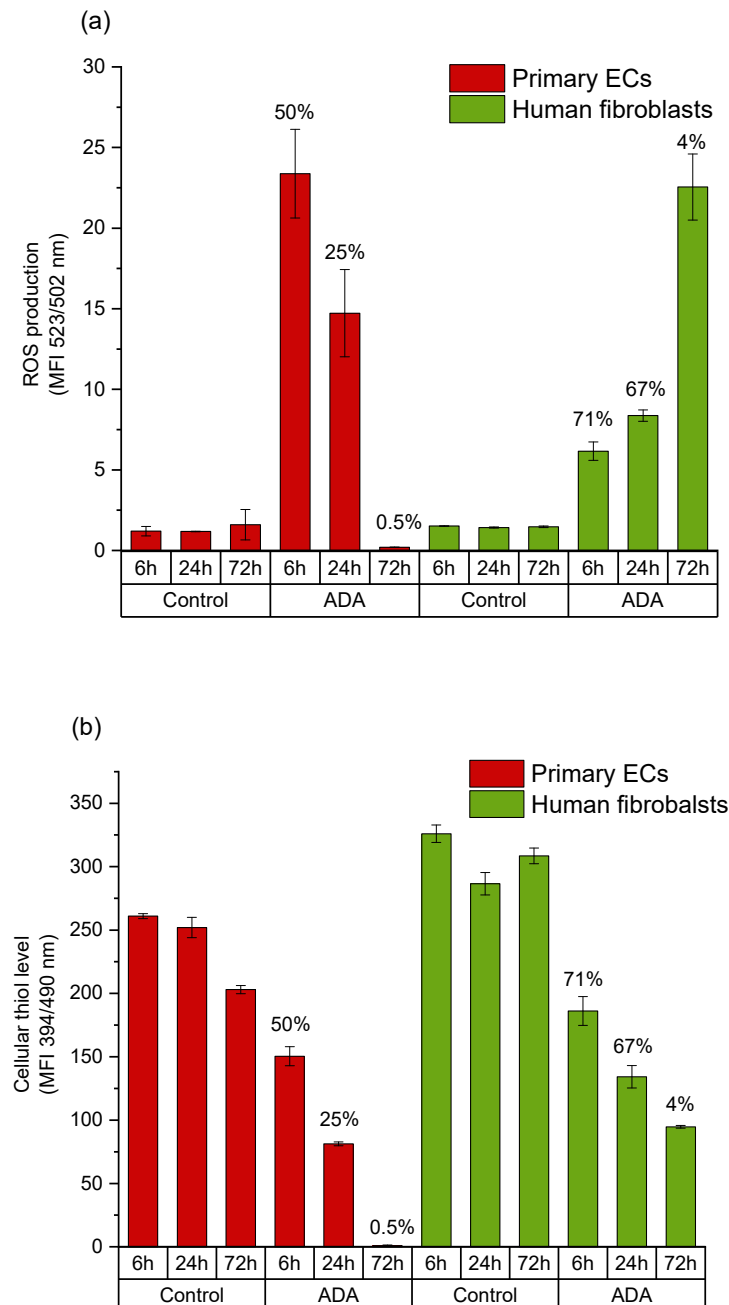 (a)
30
25
20
15
10
5
0
ROS production
(MFI 523/502 nm)
Primary ECs
Human fibroblasts
50%
25%
0.5%
71%
67%
4%
6h 24h 72h 6h 24h 72h 6h 24h 72h 6h 24h 72h
Control ADA Control ADA
(b)
350
300
250
200
150
100
50
0
Cellular thiol level
(MFI 394/490 nm)
Primary ECs
Human fibrobalsts
50%
25%
0.5%
71%
67%
4%
6h 24h 72h 6h 24h 72h 6h 24h 72h 6h 24h 72h
Control ADA Control ADA